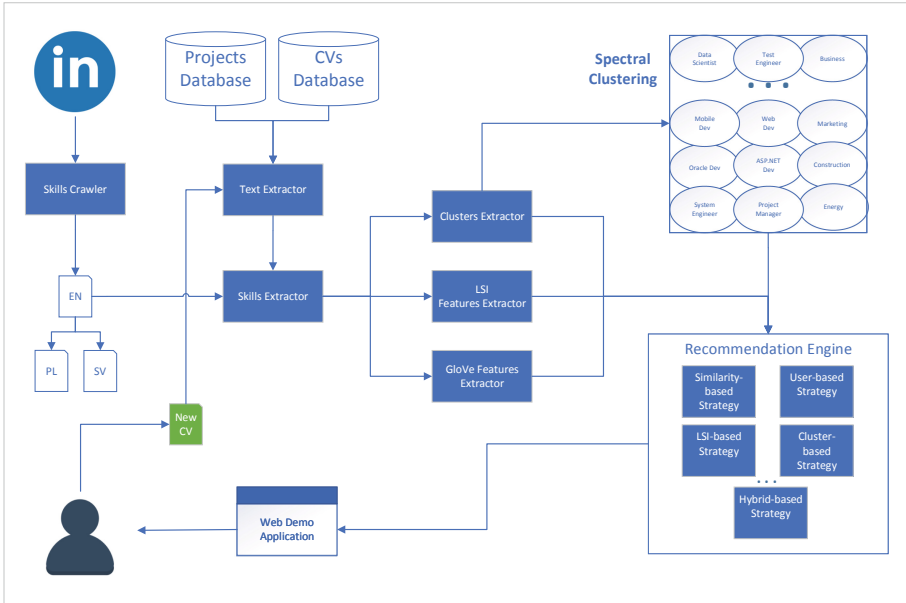 in
Projects
Database
CVs
Database
Spectral
Clustering
Data
Scientist
Test
Engineer
Business
Mobile
Dev
Web
Dev
Marketing
Oracle Dev
ASP.NET
Dev
Construction
System
Engineer
Project
Manager
Energy
Skills Crawler
Text Extractor
Clusters Extractor
EN
Skills Extractor
LSI
Features Extractor
PL
SV
GloVe Features
Extractor
New
CV
Recommendation Engine
Similarity-
based
Strategy
User-based
Strategy
LSI-based
Strategy
Cluster-
based
Strategy
Hybrid-based
Strategy
Web Demo
Application